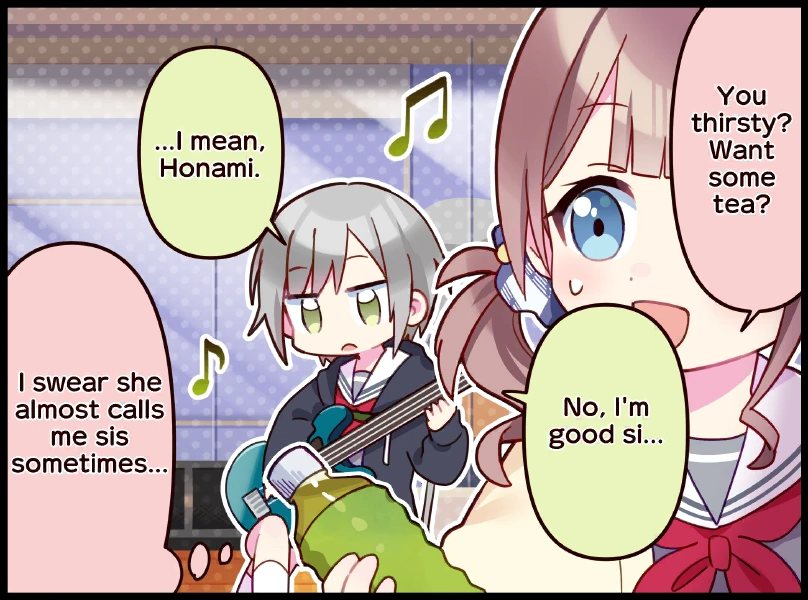 You
thirsty?
Want
some
tea?
No, I'm
good si...
...I mean,
Honami.
I swear she
almost calls
me sis
sometimes...